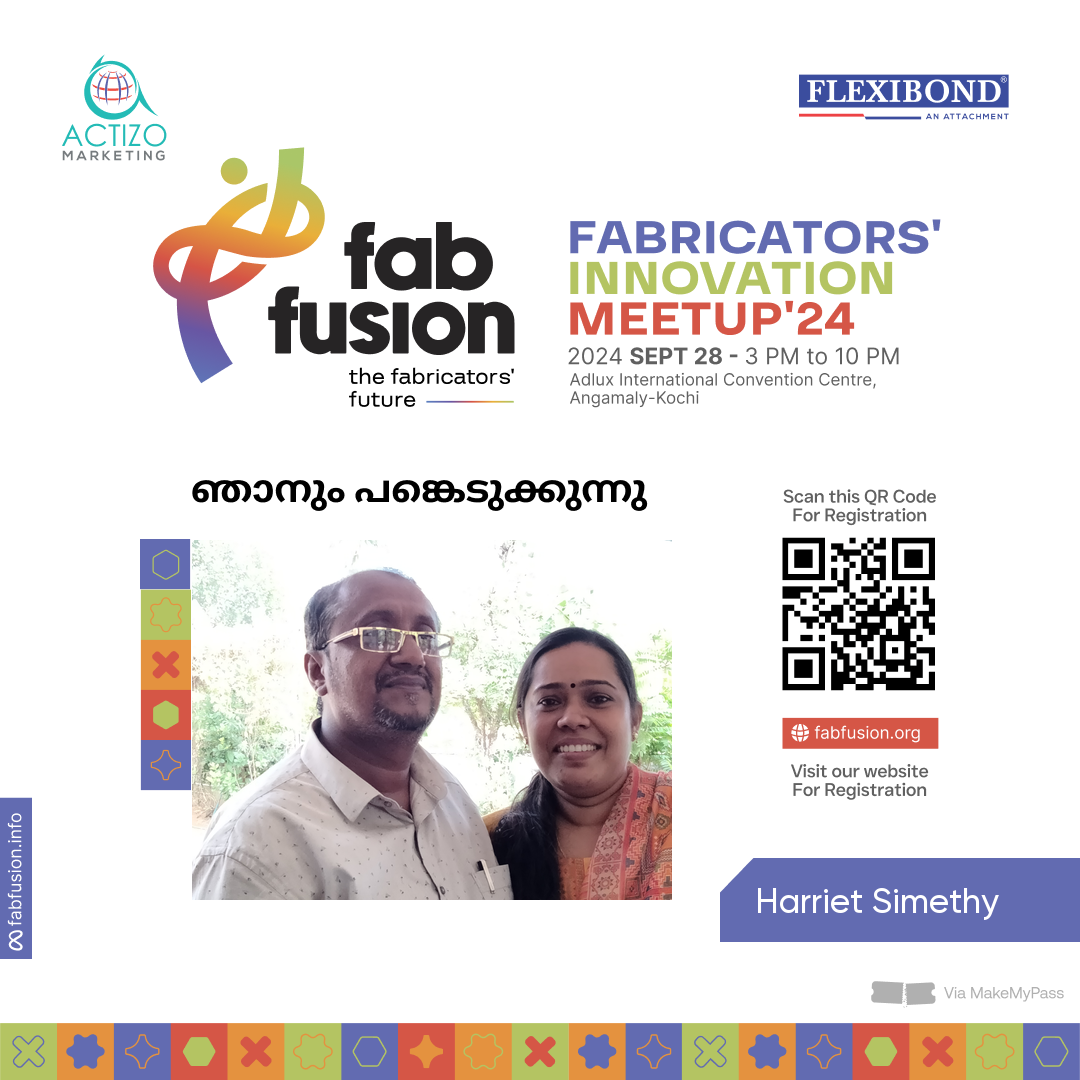 ACTIZO
MARKETING
FLEXIBOND®
AN ATTACHMENT
fab
fusion
the fabricators'
future
FABRICATORS'
INNOVATION
MEETUP'24
2024 SEPT 28 - 3 PM to 10 PM
Adlux International Convention Centre,
Angamaly-Kochi
ഞാനും പങ്കെടുക്കുന്നു
Scan this QR Code
For Registration
fabfusion.org
Visit our website
For Registration
fabfusion.info
Harriet Simethy
Via MakeMyPass